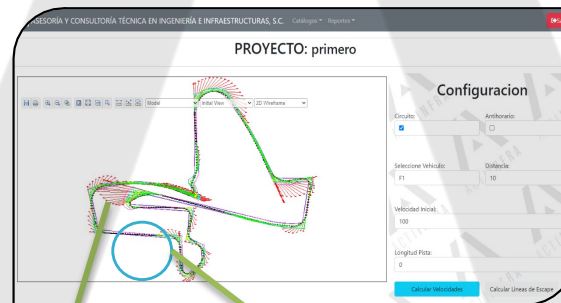 ASESORÍA Y CONSULTORÍA TÉCNICA EN INGENIERÍA E INFRAESTRUCTURAS, S.C. Catálogos Reportes
PROYECTO: primero
Model Initial View 2D Wireframe
Configuracion
Circuito: Antihorario:
Seleccione Vehículo: Distancia:
F1 10
Velocidad Inicial:
100
Longitud Pista:
0
Calcular Velocidades Calcular Lineas de Escape